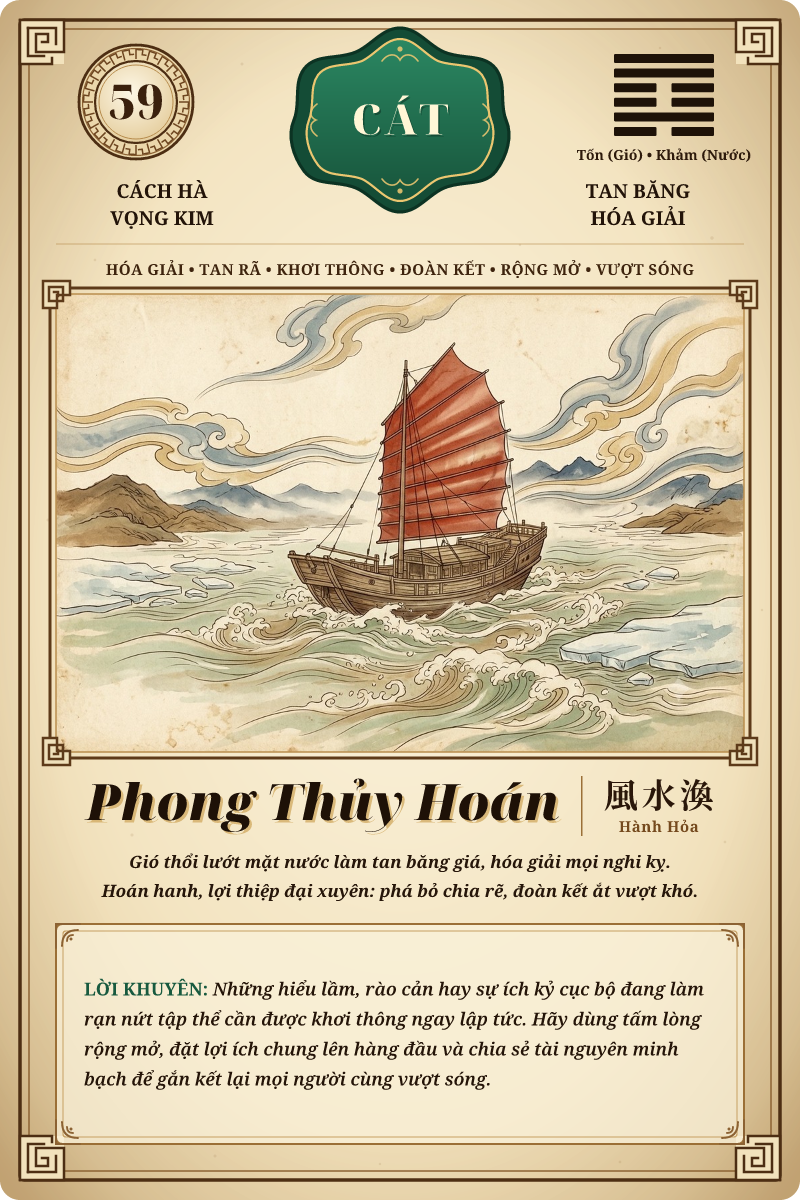 59
CÁT
Tốn (Gió) • Khảm (Nước)
CÁCH HÀ
VỌNG KIM
TAN BĂNG
HÓA GIẢI
HÓA GIẢI • TAN RÃ • KHƠI THÔNG • ĐOÀN KẾT • RỘNG MỞ • VƯỢT SÓNG
Phong Thủy Hoán
風水渙
Hành Hỏa
Gió thổi lướt mặt nước làm tan băng giá, hóa giải mọi nghi kỵ.
Hoán hanh, lợi thiệp đại xuyên: phá bỏ chia rẽ, đoàn kết ắt vượt khó.
LỜI KHUYÊN: Những hiểu lầm, rào cản hay sự ích kỷ cục bộ đang làm
rạn nứt tập thể cần được khơi thông ngay lập tức. Hãy dùng tấm lòng
rộng mở, đặt lợi ích chung lên hàng đầu và chia sẻ tài nguyên minh
bạch để gắn kết lại mọi người cùng vượt sóng.